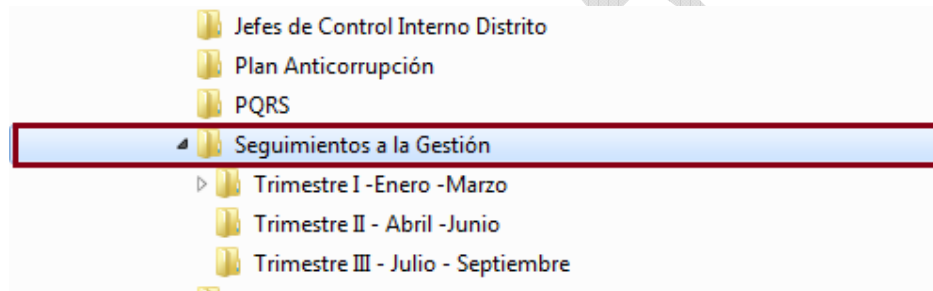 Jefes de Control Interno Distrito
Plan Anticorrupción
PQRS
Seguimientos a la Gestión
Trimestre I -Enero -Marzo
Trimestre II - Abril -Junio
Trimestre III - Julio - Septiembre